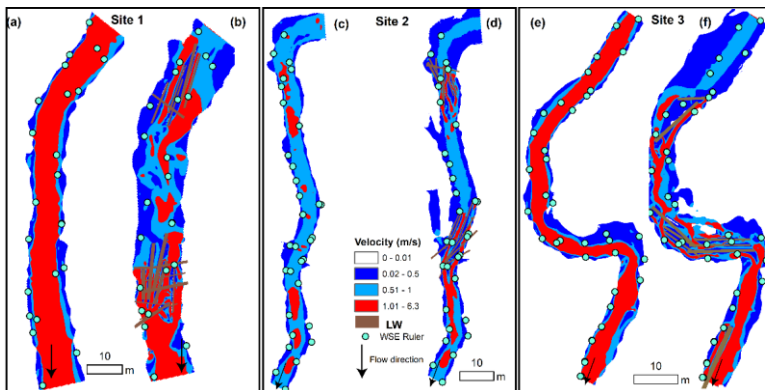 (a) Site 1 (b) (c) Site 2 (d) (e) Site 3 (f)
Velocity (m/s)
0 - 0.01
0.02 - 0.5
0.51 - 1
1.01 - 6.3
LW
WSE Ruler
Flow direction
10 m
10 m
10 m